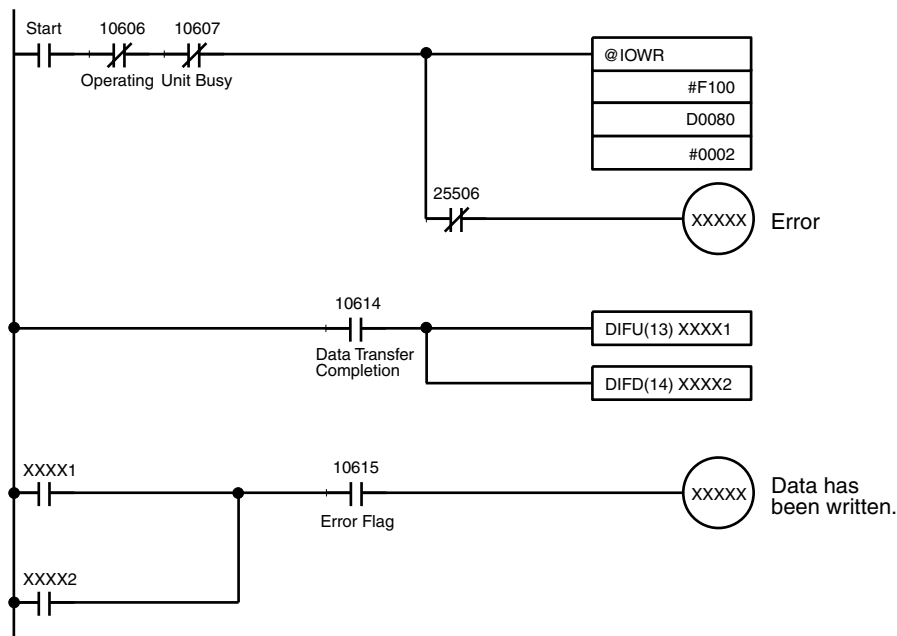 Start
10606
10607
Operating
Unit Busy
@IOWR
#F100
D0080
#0002
25506
XXXXX
Error
10614
Data Transfer
Completion
DIFU(13) XXXX1
DIFD(14) XXXX2
XXXX1
10615
Error Flag
XXXXX
Data has
been written.
XXXX2